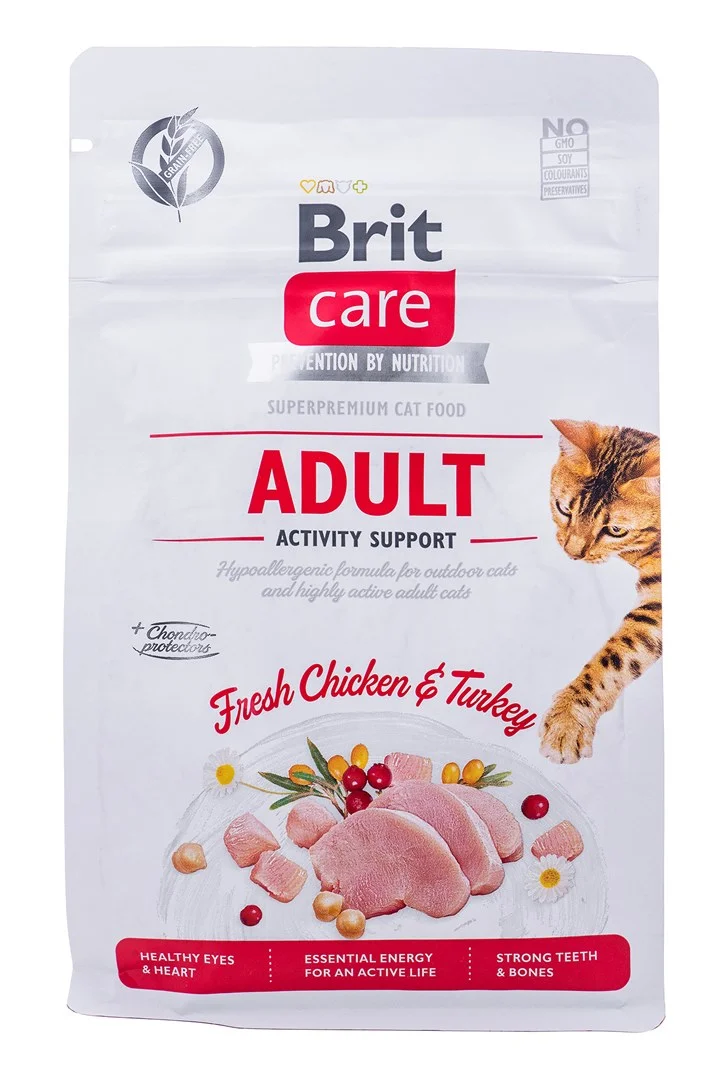 GRAIN-FREE
NO
GMO
SOY
COLOURANTS
PRESERVATIVES
Brit
care
PREVENTION BY NUTRITION
SUPERPREMIUM CAT FOOD
ADULT
ACTIVITY SUPPORT
Hypoallergenic formula for outdoor cats
and highly active adult cats
+ Chondro-
protectors
Fresh Chicken & Turkey
HEALTHY EYES
& HEART
ESSENTIAL ENERGY
FOR AN ACTIVE LIFE
STRONG TEETH
& BONES